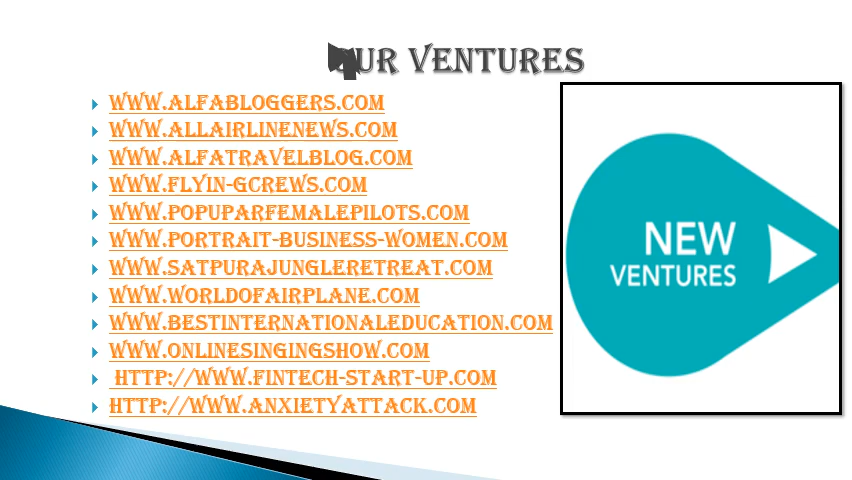 OUR VENTURES
WWW.ALFABLOGGERS.COM
WWW.ALLAIRLINENEWS.COM
WWW.ALFATRAVELBLOG.COM
WWW.FLYIN-GCREWS.COM
WWW.POPUPARFEMALEPILOTS.COM
WWW.PORTRAIT-BUSINESS-WOMEN.COM
WWW.SATPURAJUNGLERETREAT.COM
WWW.WORLDOFAIRPLANE.COM
WWW.BESTINTERNATIONALEDUCATION.COM
WWW.ONLINESINGINGSHOW.COM
HTTP://WWW.FINTECH-START-UP.COM
HTTP://WWW.ANXIETYATTACK.COM
NEW
VENTURES